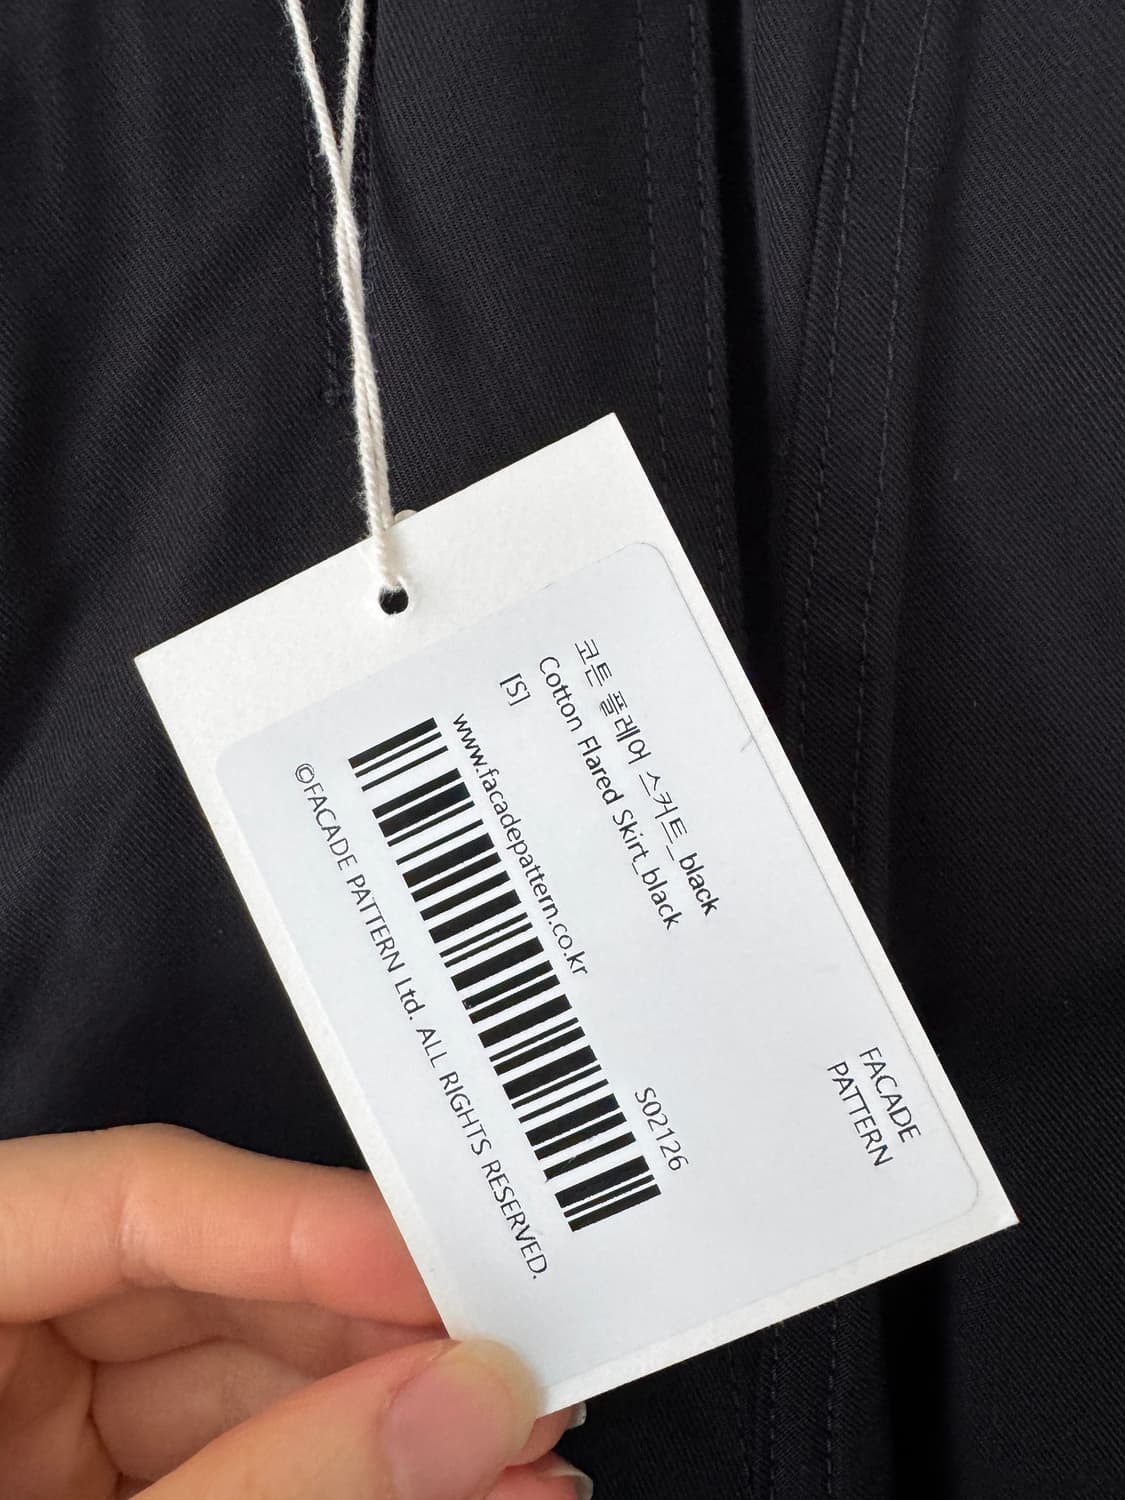 FACADE
PATTERN
코튼 플레어 스커트_black
Cotton Flared Skirt_black
[S]
S02126
www.facadepattern.co.kr
©FACADE PATTERN Ltd. ALL RIGHTS RESERVED.